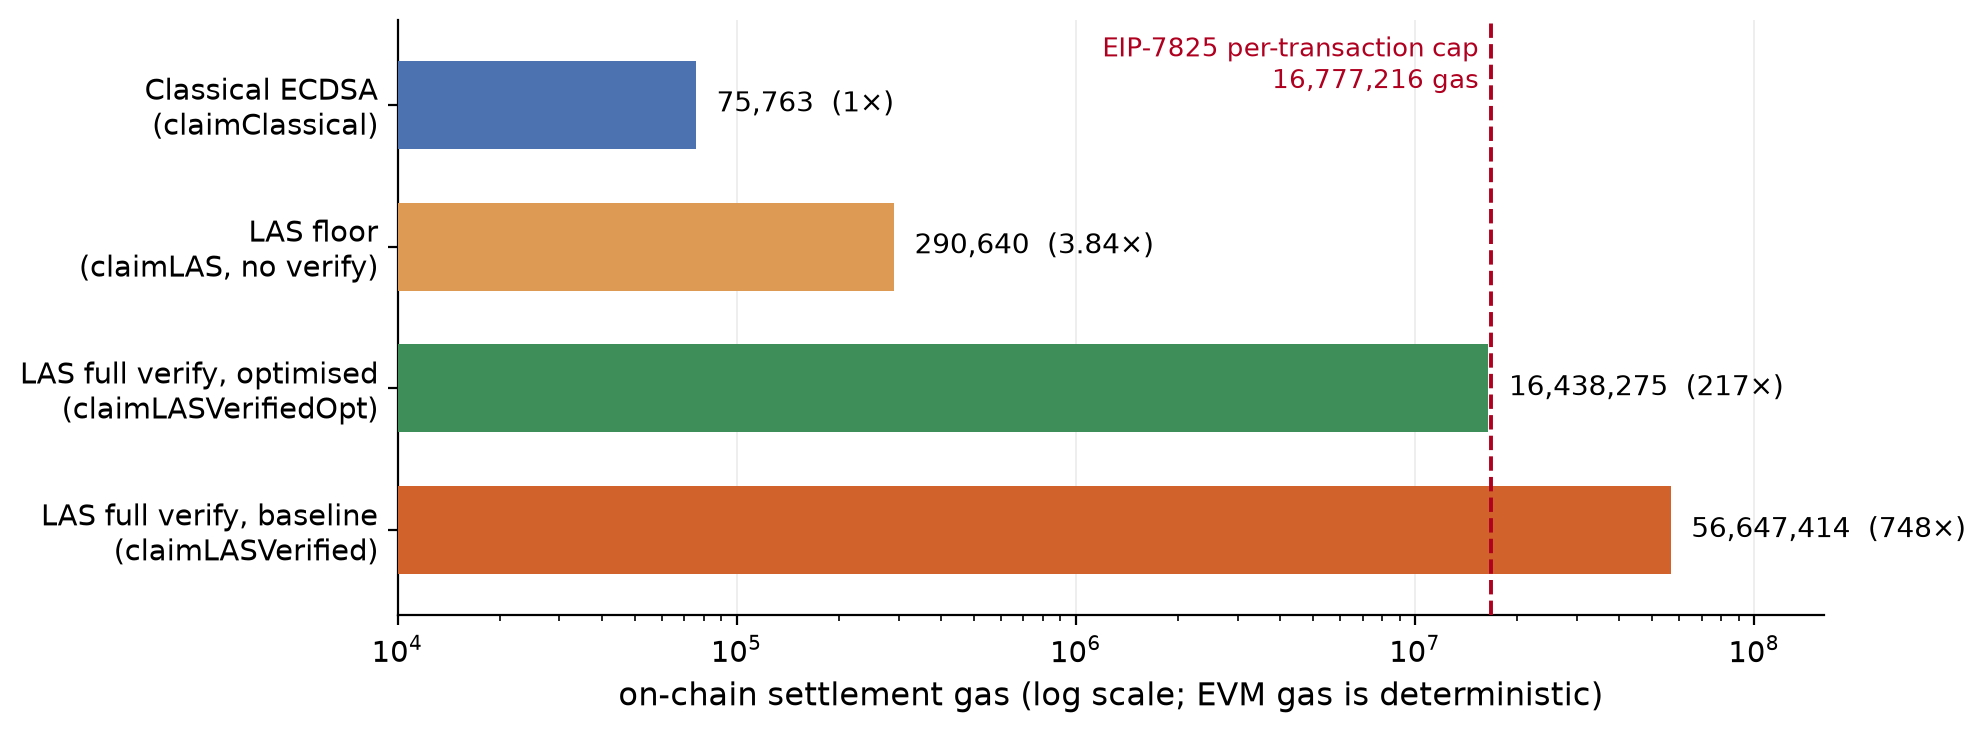 EIP-7825 per-transaction cap
16,777,216 gas
Classical ECDSA
(claimClassical)
75,763 (1×)
LAS floor
(claimLAS, no verify)
290,640 (3.84×)
LAS full verify, optimised
(claimLASVerifiedOpt)
16,438,275 (217×)
LAS full verify, baseline
(claimLASVerified)
56,647,414 (748×)
10⁴ 10⁵ 10⁶ 10⁷ 10⁸
on-chain settlement gas (log scale; EVM gas is deterministic)